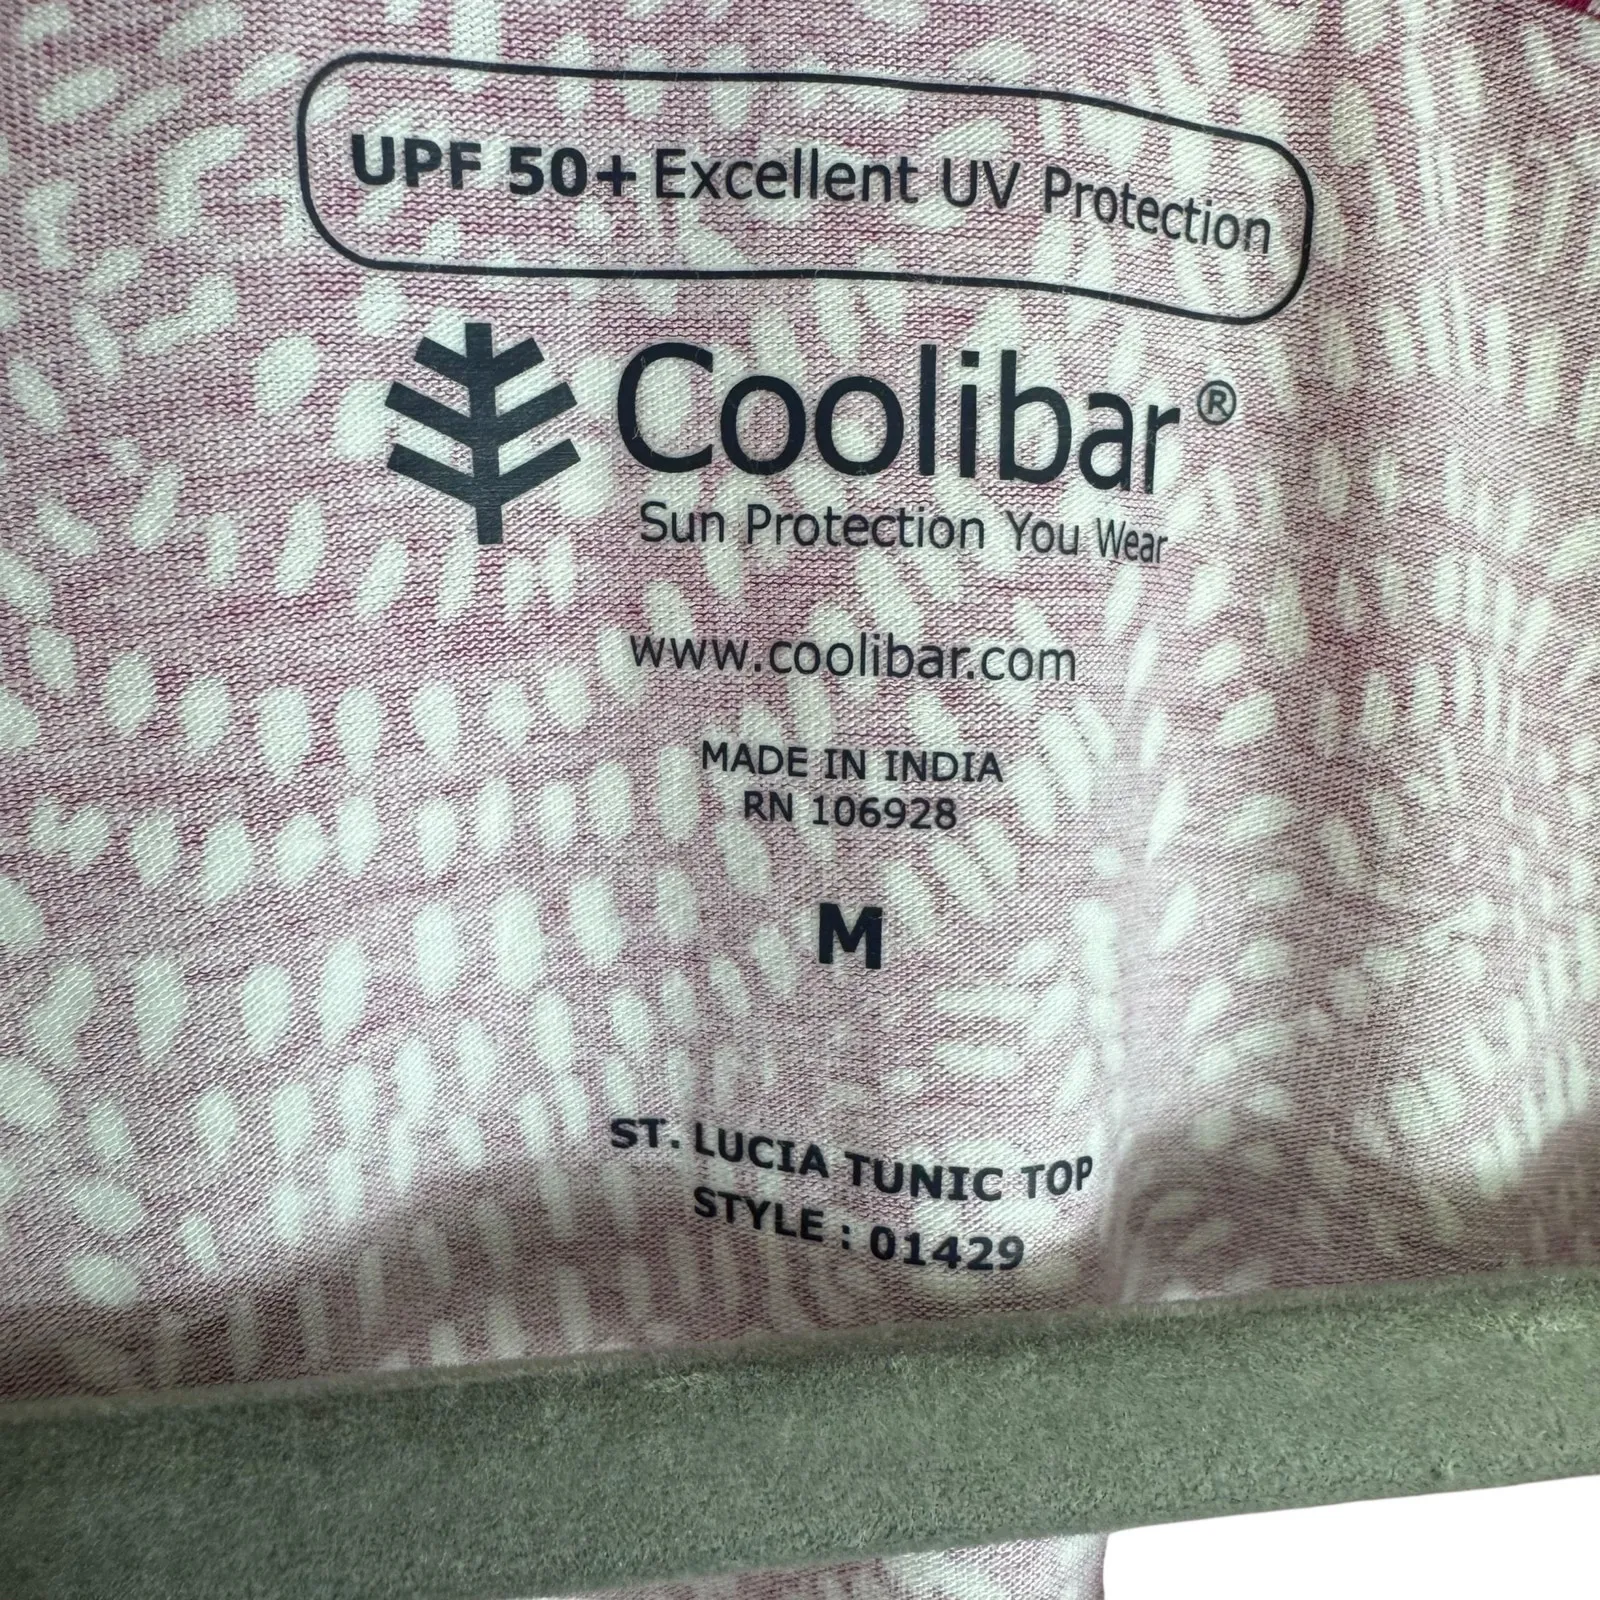 UPF 50+ Excellent UV Protection
Coolibar®
Sun Protection You Wear
www.coolibar.com
MADE IN INDIA
RN 106928
M
ST. LUCIA TUNIC TOP
STYLE : 01429